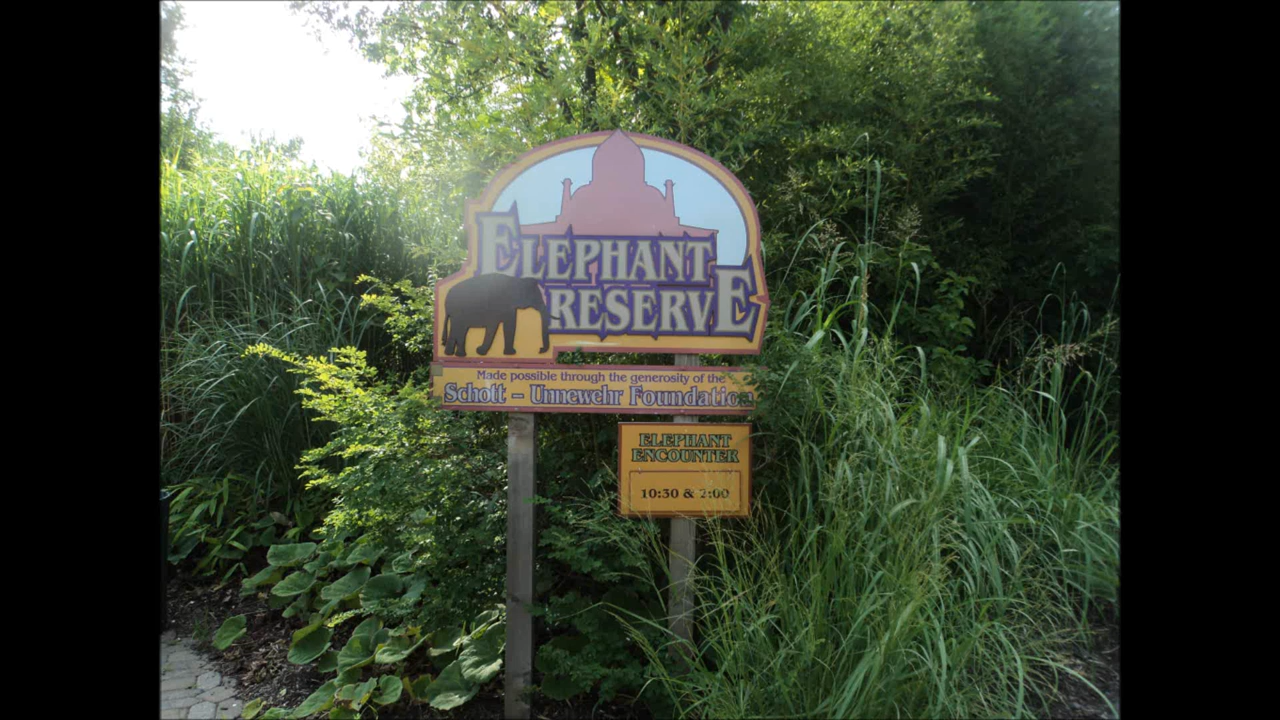 ELEPHANT
RESERVE
Made possible through the generosity of the
Schott - Unnewehr Foundation
ELEPHANT
ENCOUNTER
10:30 & 2:00